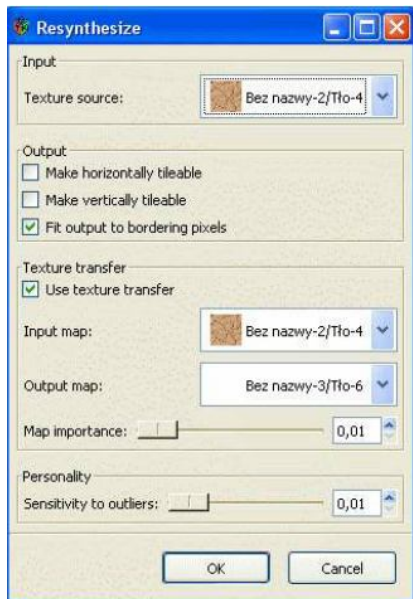 Resynthesize
Input
Texture source: Bez nazwy-2/Tło-4
Output
Make horizontally tileable
Make vertically tileable
Fit output to bordering pixels
Texture transfer
Use texture transfer
Input map: Bez nazwy-2/Tło-4
Output map: Bez nazwy-3/Tło-6
Map importance: 0,01
Personality
Sensitivity to outliers: 0,01
OK Cancel